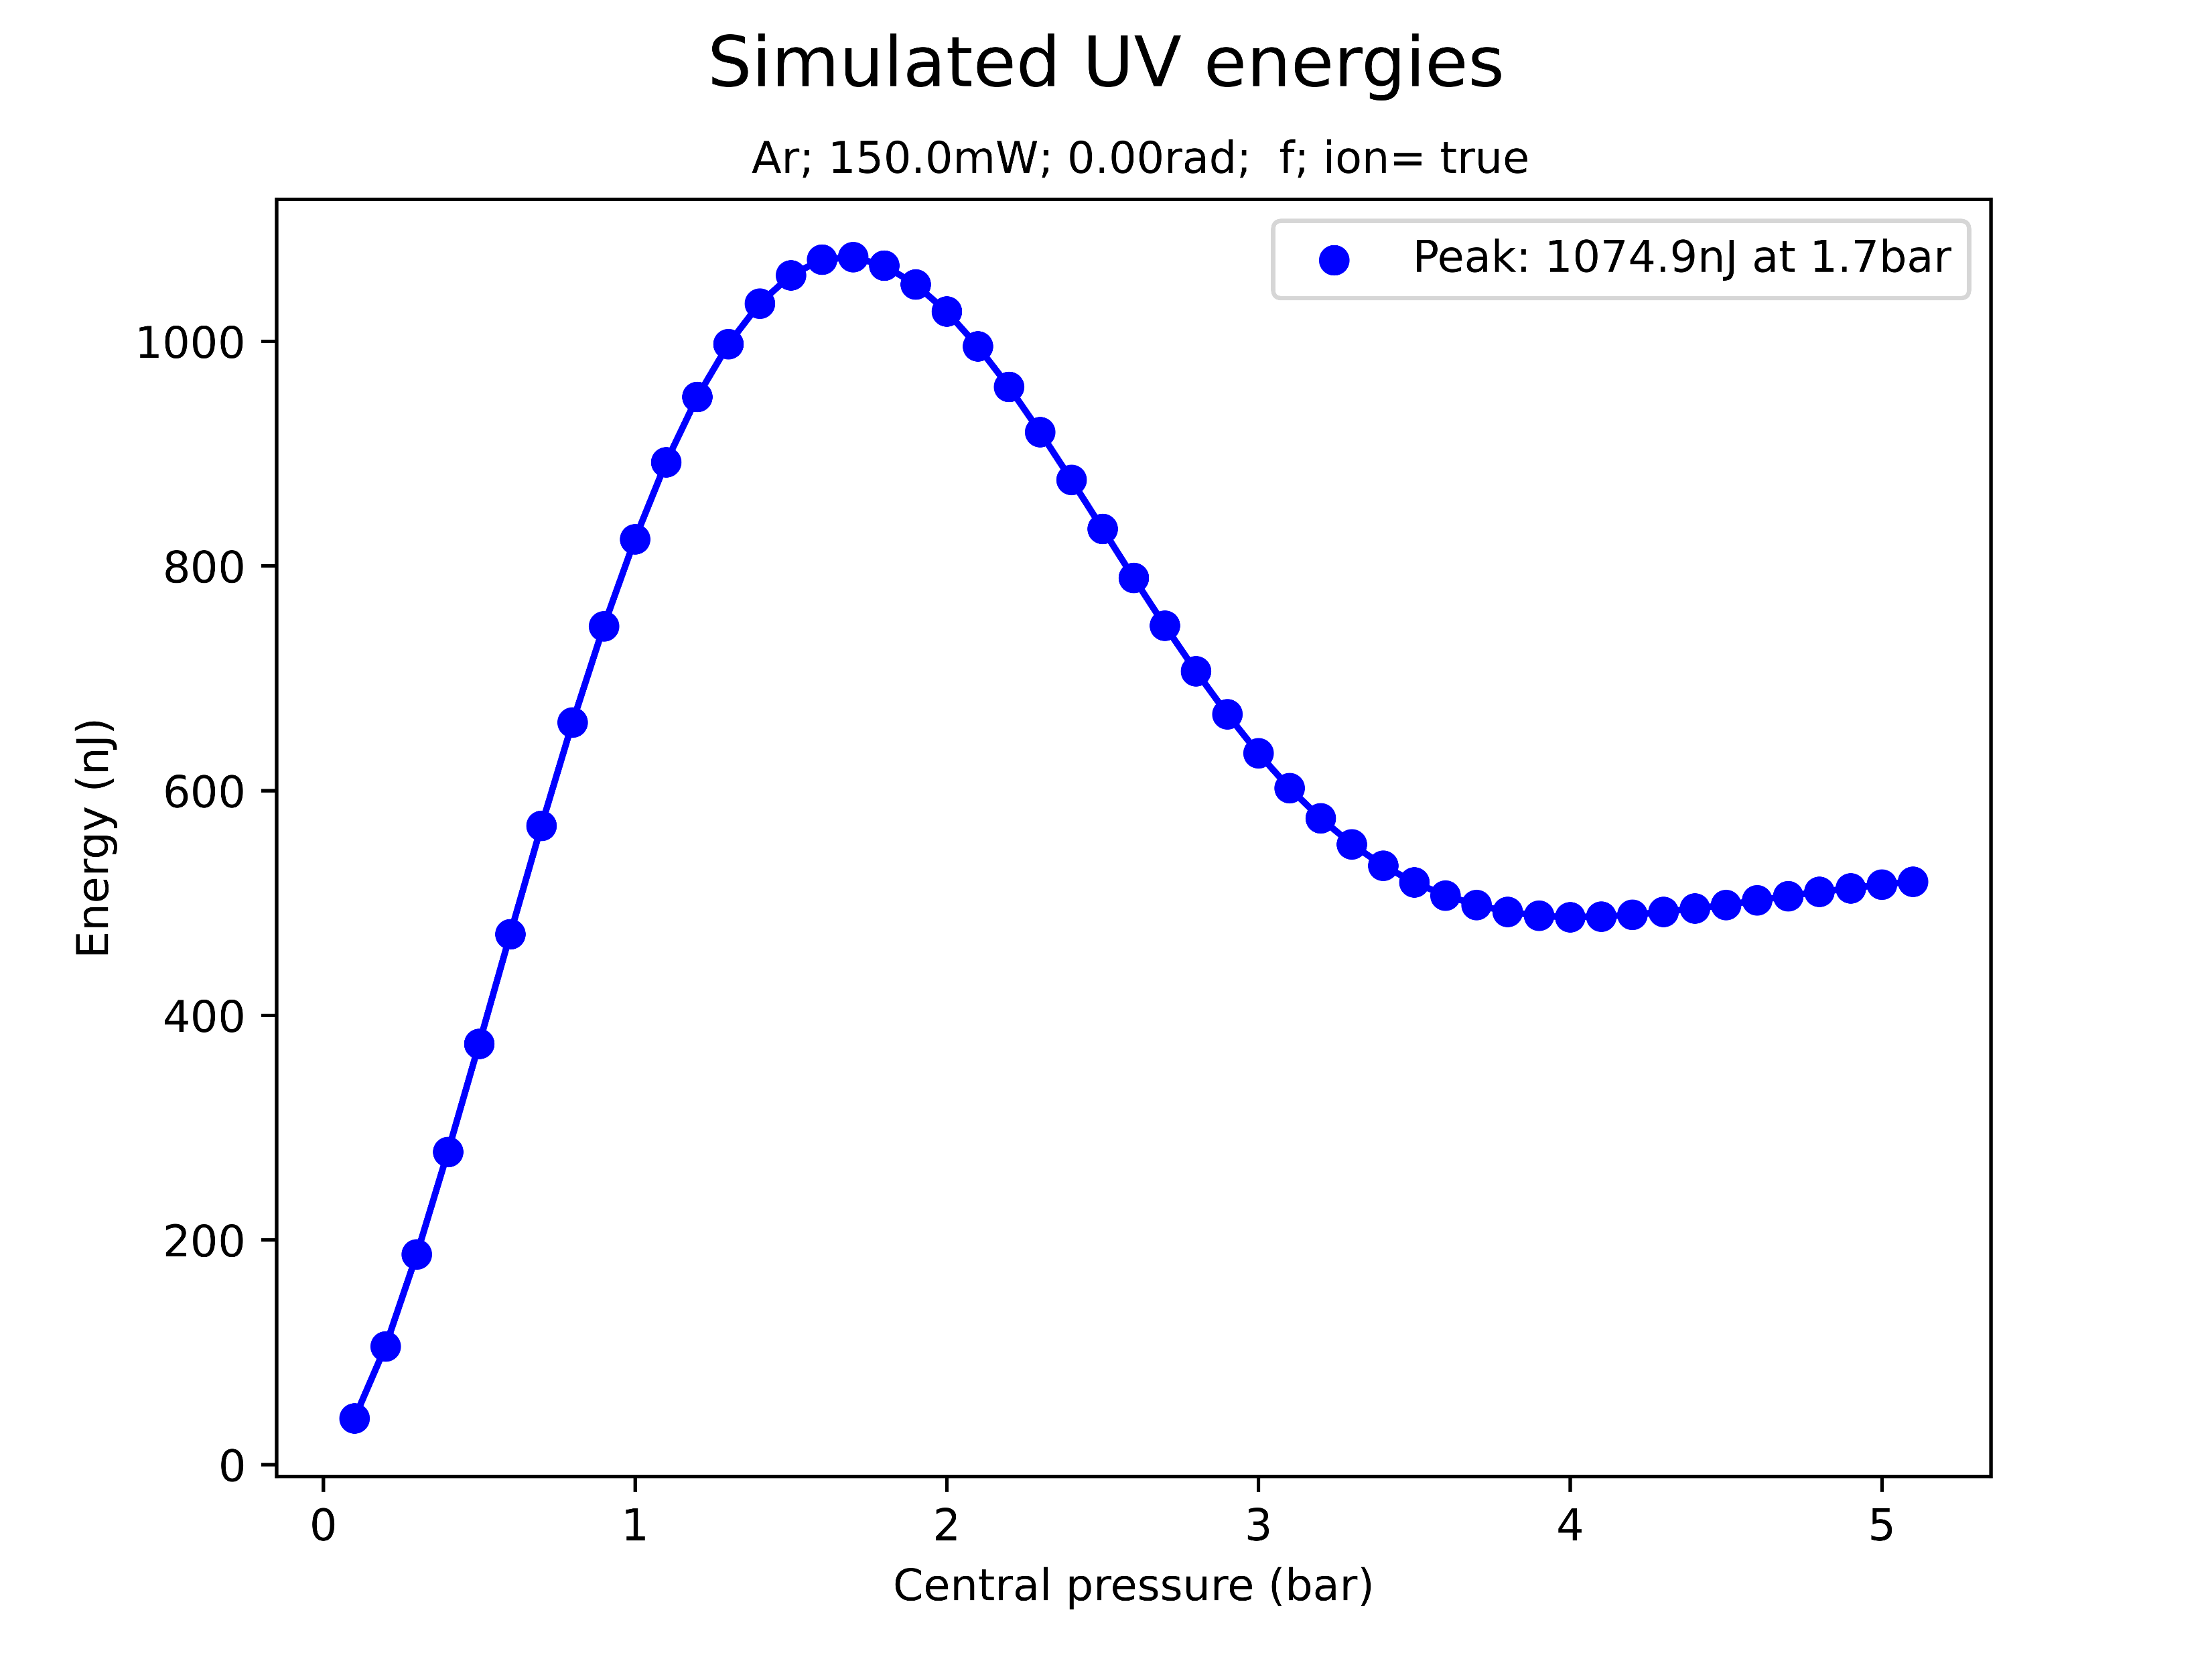 Simulated UV energies
Ar; 150.0mW; 0.00rad;  f; ion= true
Peak: 1074.9nJ at 1.7bar
Energy (nJ)
1000
800
600
400
200
0
0 1 2 3 4 5
Central pressure (bar)